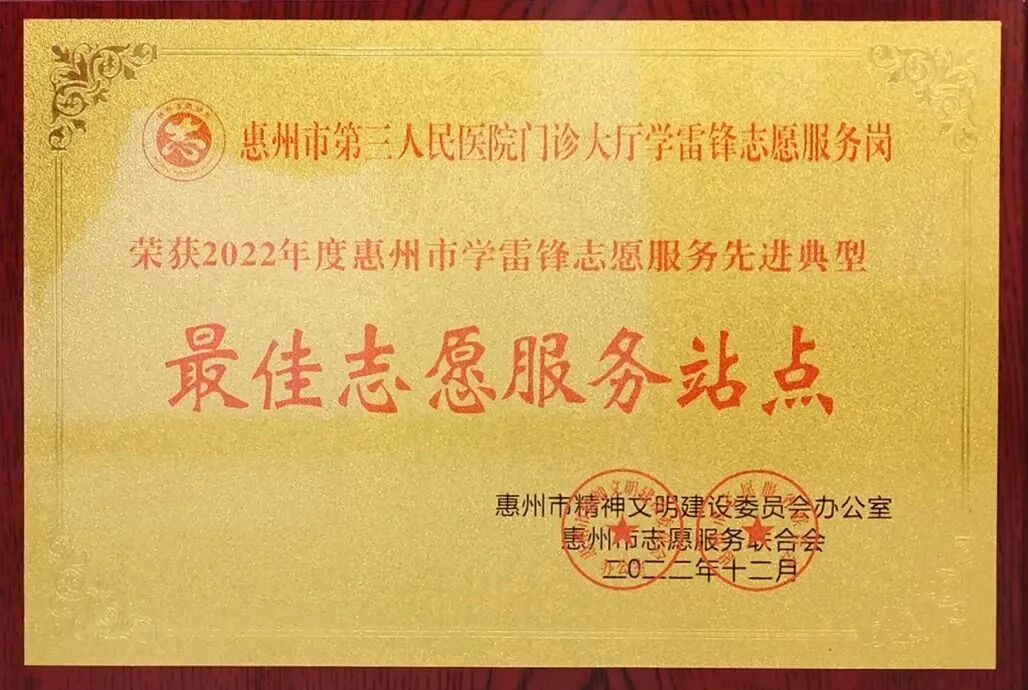 惠州市第三人民医院门诊大厅学雷锋志愿服务岗
荣获2022年度惠州市学雷锋志愿服务先进典型
最佳志愿服务站点
惠州市精神文明建设委员会办公室
惠州市志愿服务联合会
二〇二二年十二月